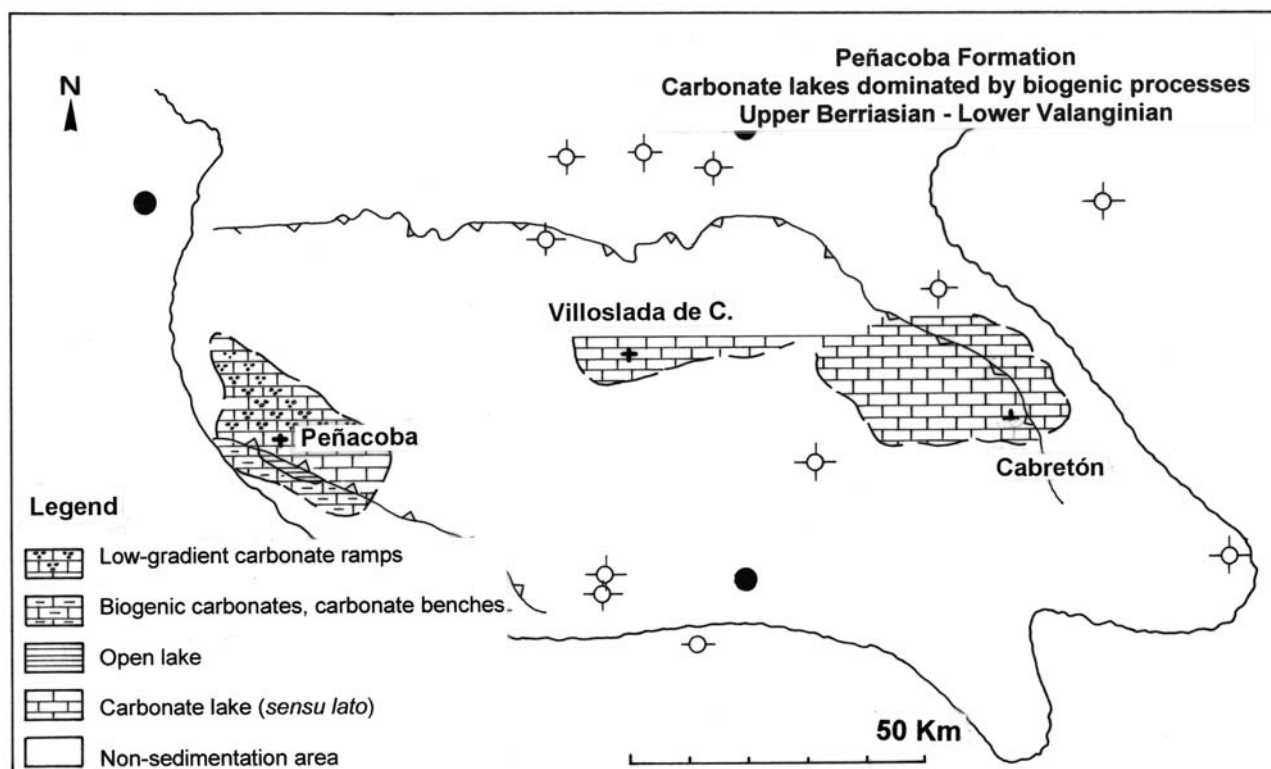 Peñacoba Formation
Carbonate lakes dominated by biogenic processes
Upper Berriasian - Lower Valanginian
N
Villoslada de C.
Peñacoba
Cabretón
Legend
Low-gradient carbonate ramps
Biogenic carbonates, carbonate benches
Open lake
Carbonate lake (sensu lato)
Non-sedimentation area
50 Km